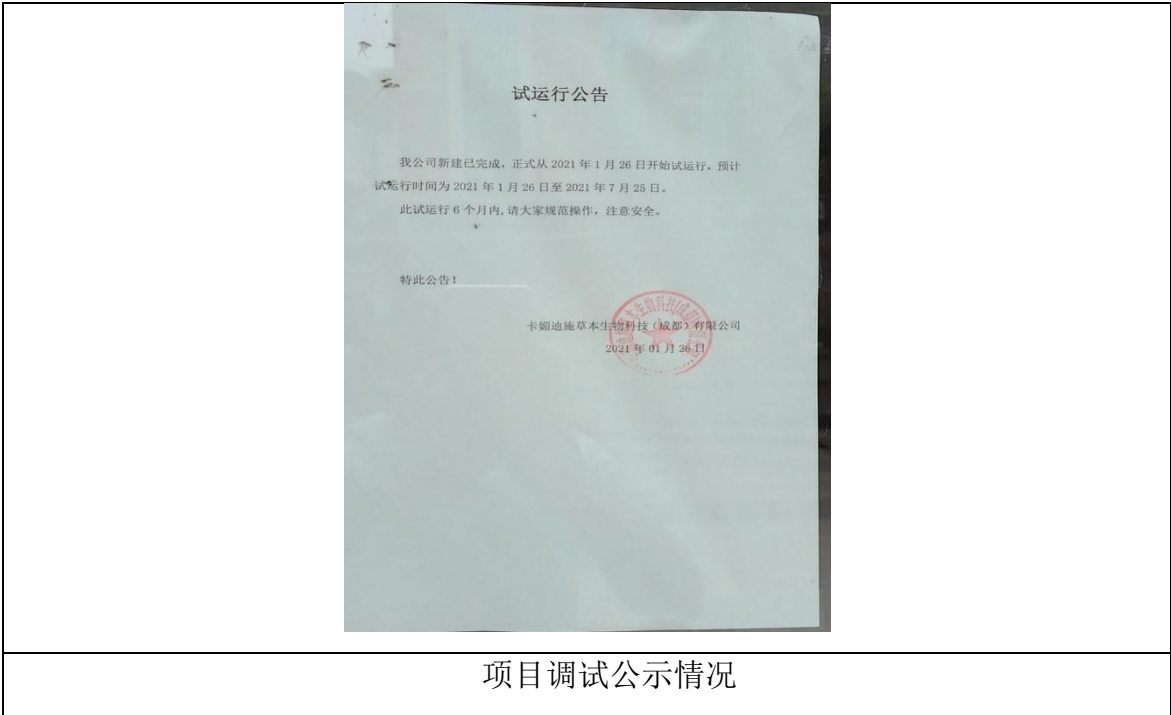 试运行公告
我公司新建已完成，正式从 2021 年 1 月 26 日开始试运行，预计
试运行时间为 2021 年 1 月 26 日至 2021 年 7 月 25 日。
此试运行 6 个月内,请大家规范操作，注意安全。
特此公告！
卡媚迪施草本生物科技（成都）有限公司
2021 年 01 月 26 日
项目调试公示情况